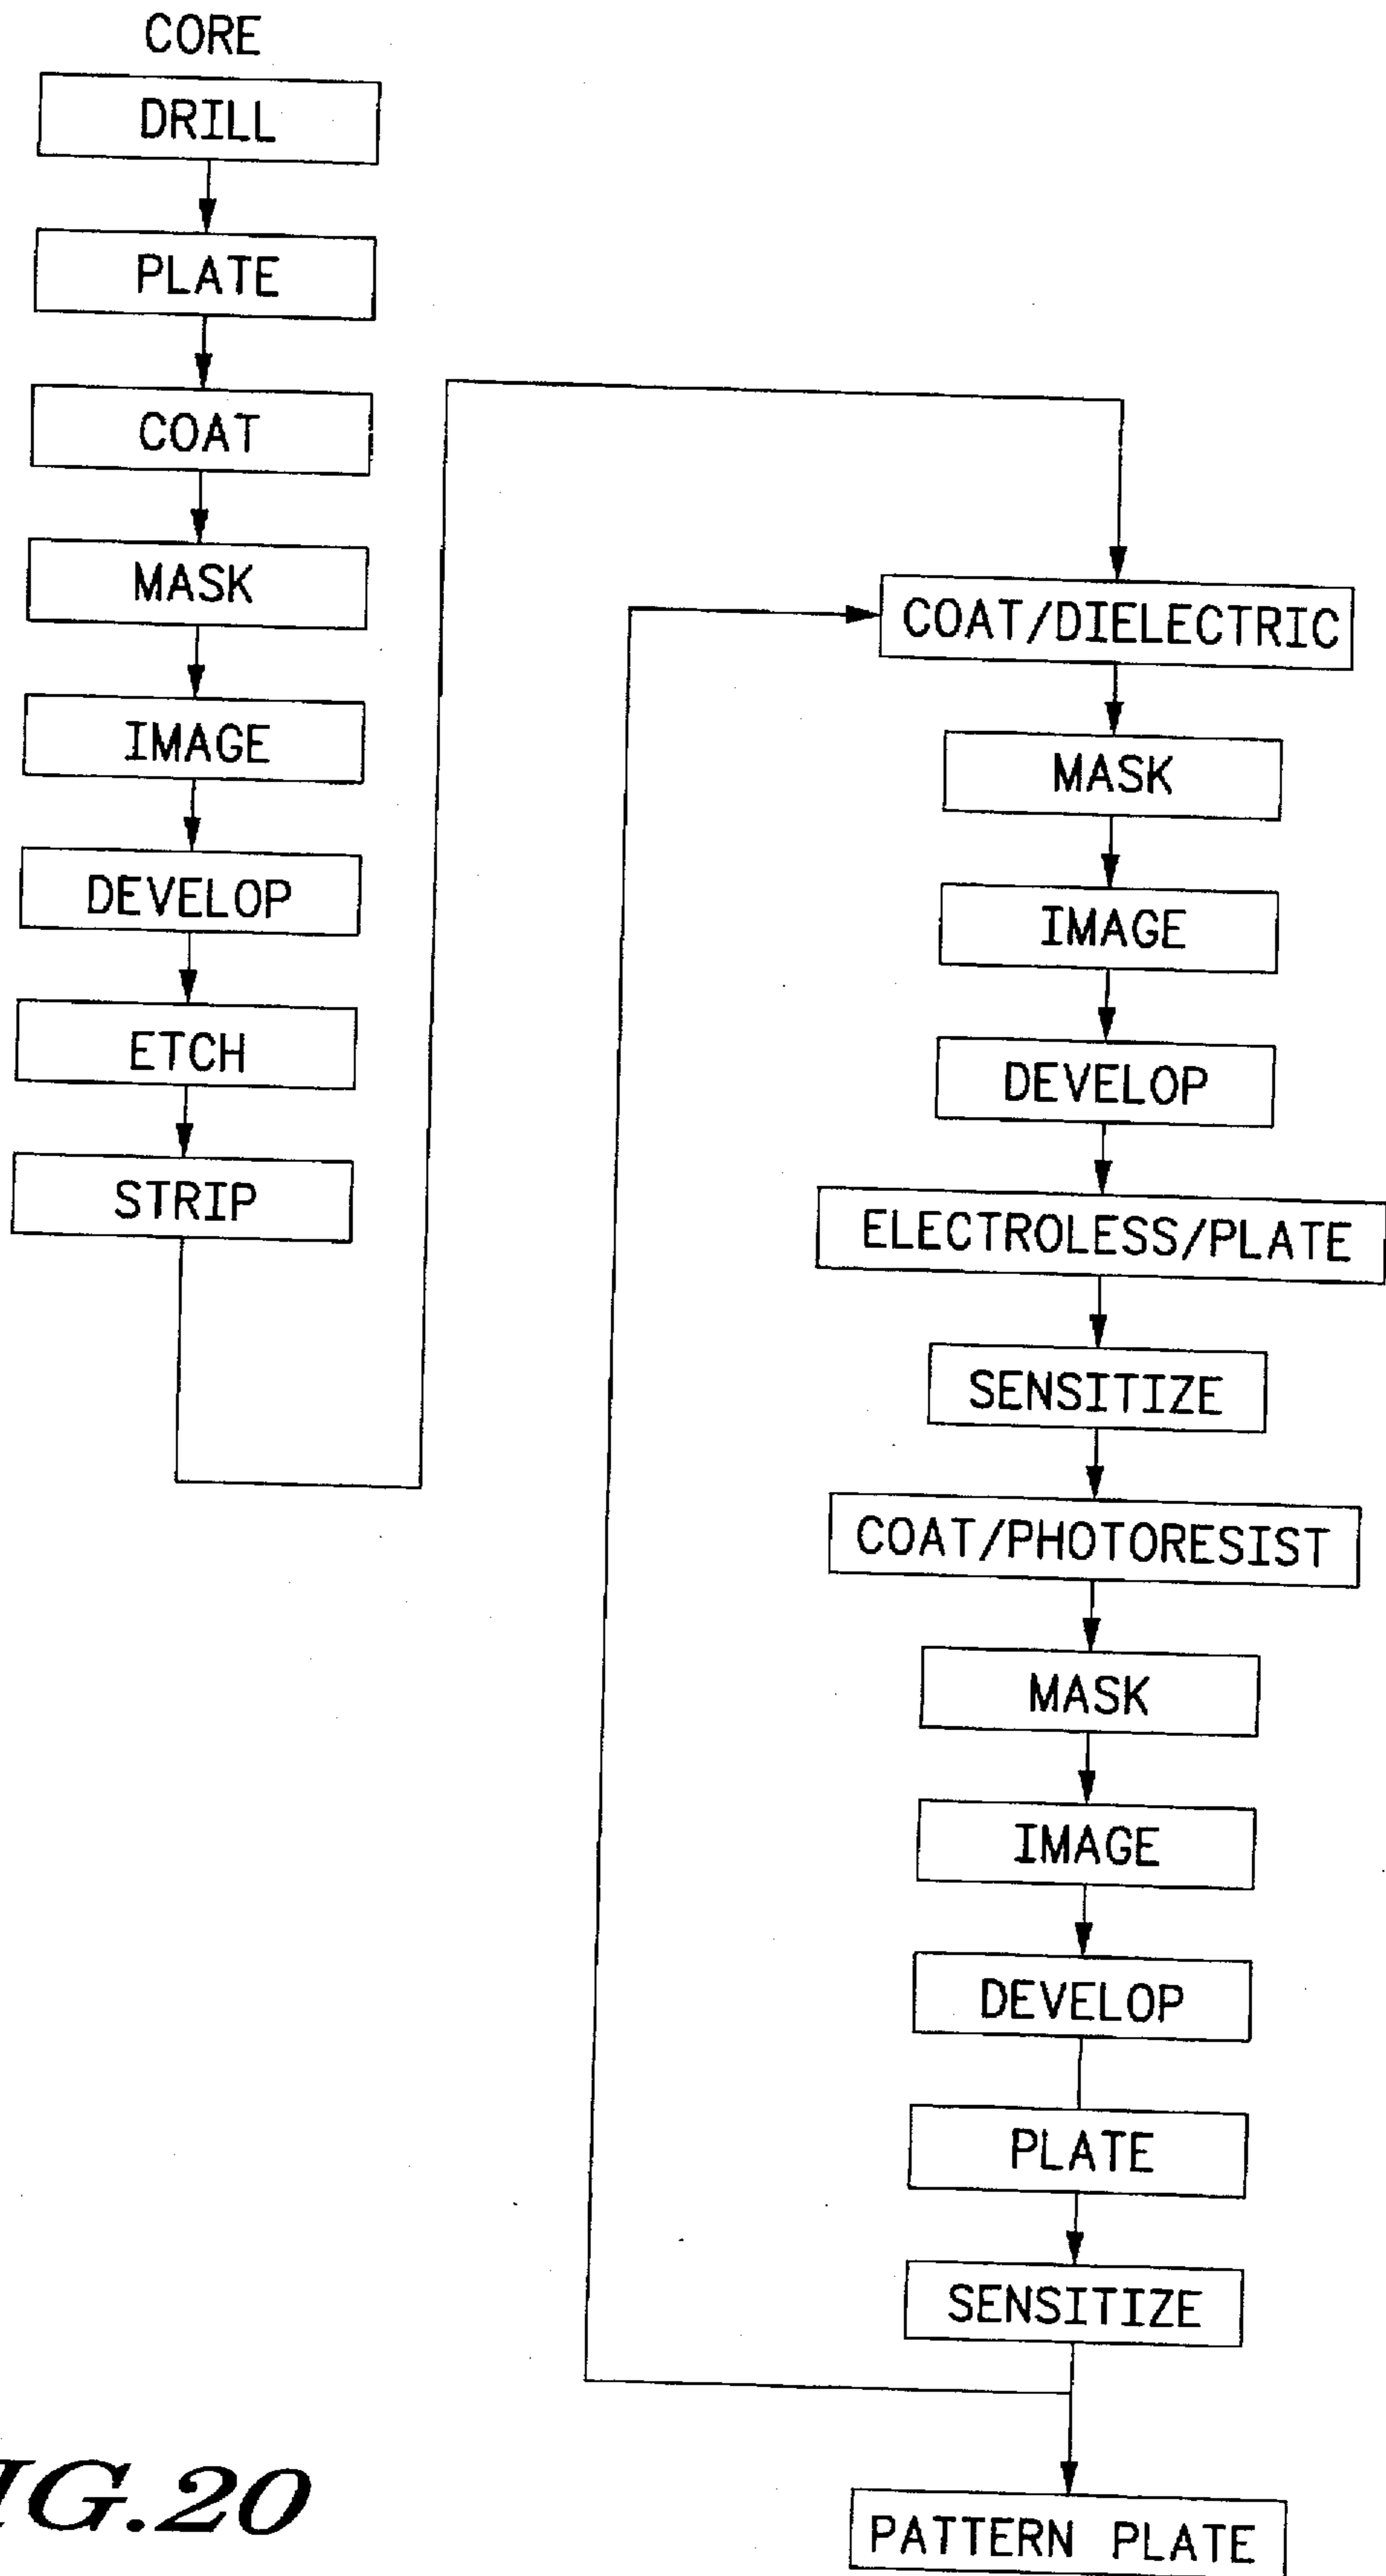 CORE
DRILL
PLATE
COAT
MASK
IMAGE
DEVELOP
ETCH
STRIP
COAT/DIELECTRIC
MASK
IMAGE
DEVELOP
ELECTROLESS/PLATE
SENSITIZE
COAT/PHOTORESIST
MASK
IMAGE
DEVELOP
PLATE
SENSITIZE
PATTERN PLATE
IG.20